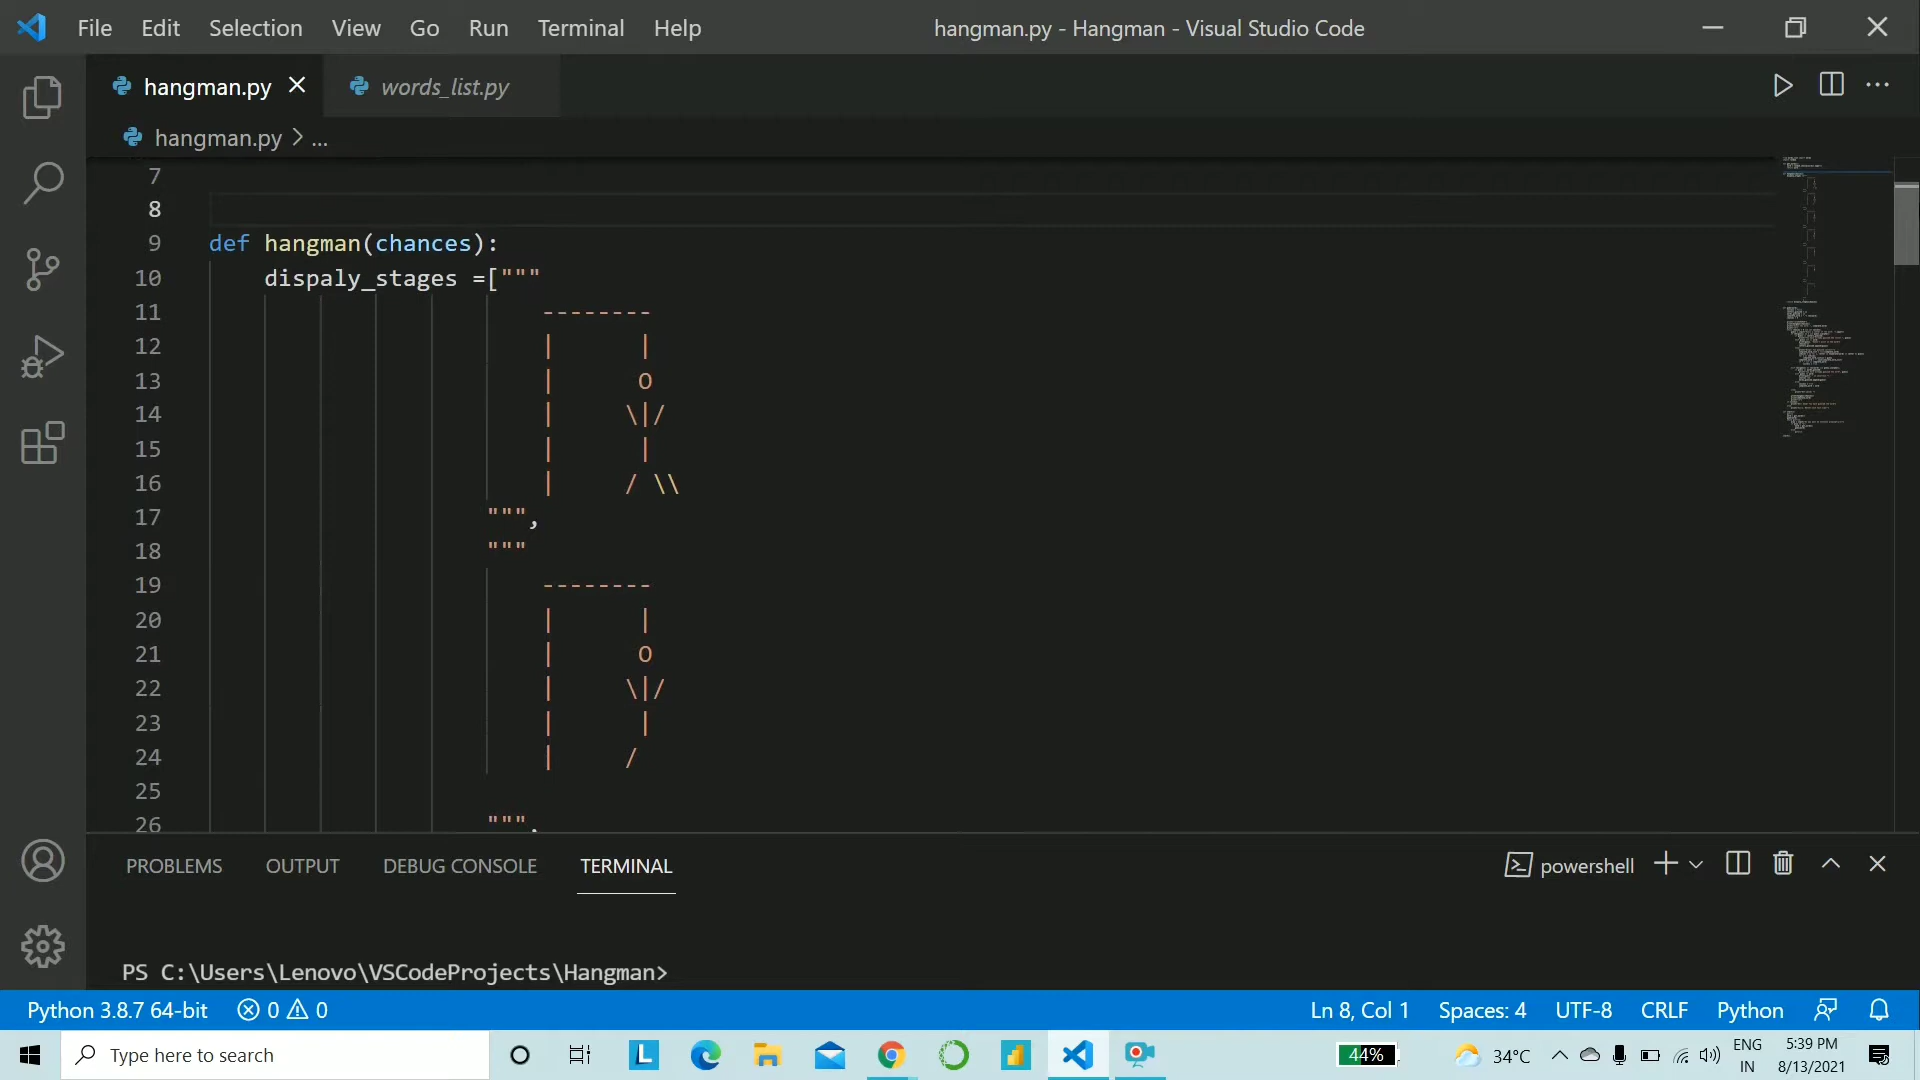 File Edit Selection View Go Run Terminal Help hangman.py - Hangman - Visual Studio Code
hangman.py words_list.py
hangman.py > ...
7
8
9 def hangman(chances):
10 dispaly_stages =["""
11 --------
12 | |
13 | O
14 | \|/
15 | |
16 | / \\
17 """,
18 """
19 --------
20 | |
21 | O
22 | \|/
23 | |
24 | /
25
26 """,
PROBLEMS OUTPUT DEBUG CONSOLE TERMINAL powershell
PS C:\Users\Lenovo\VSCodeProjects\Hangman>
Python 3.8.7 64-bit 0 0 Ln 8, Col 1 Spaces: 4 UTF-8 CRLF Python
Type here to search L 44% 34°C ENG IN 5:39 PM 8/13/2021